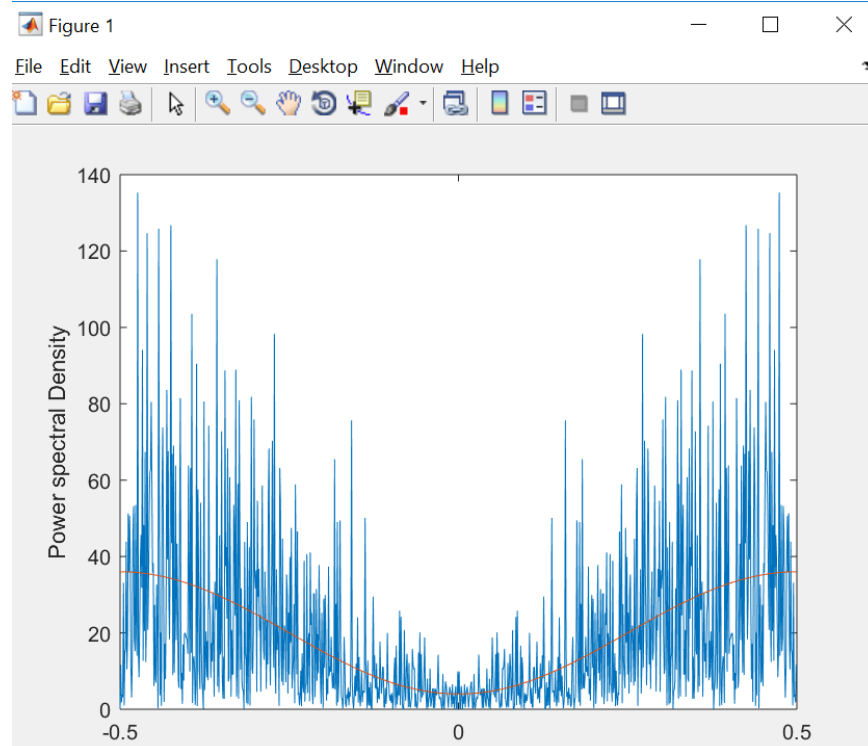 Figure 1
File Edit View Insert Tools Desktop Window Help
140
120
100
80
60
40
20
0
Power spectral Density
-0.5 0 0.5